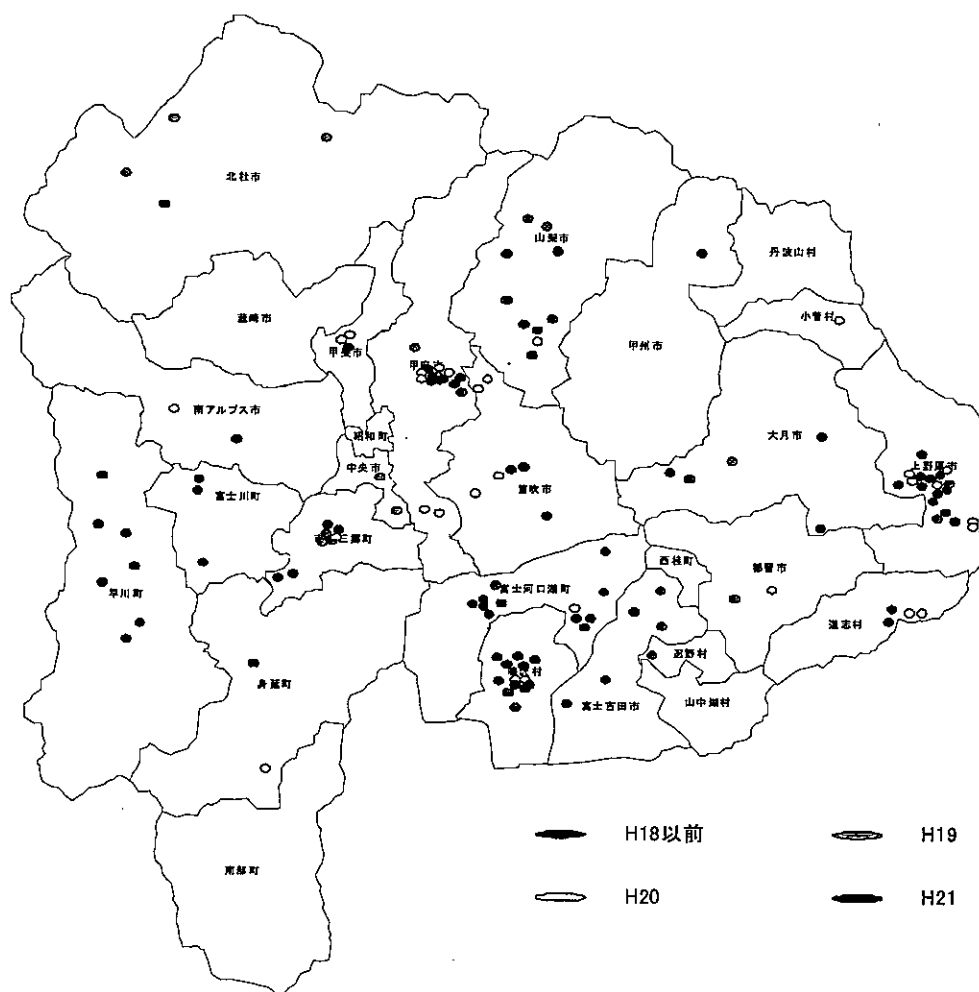 北杜市
山梨市
丹波山村
小菅村
韮崎市
甲斐市
甲州市
甲府市
南アルプス市
昭和町
大月市
中央市
上野原市
富士川町
笛吹市
市川三郷町
西桂町
都留市
富士河口湖町
早川町
道志村
忍野村
身延町
鳴沢村
富士吉田市
山中湖村
南部町
H18以前
H19
H20
H21